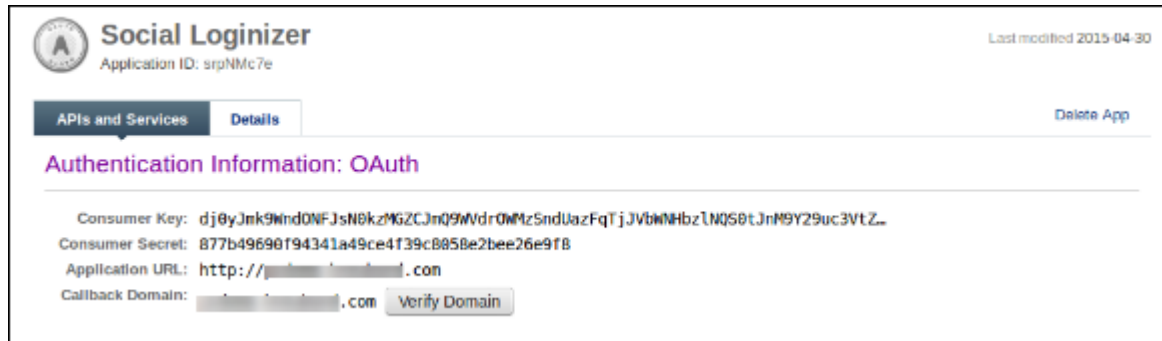 Social Loginizer
Last modified 2015-04-30
Application ID: srpNMc7e
APIs and Services
Details
Delete App
Authentication Information: OAuth
Consumer Key: dj0yJmk9WndONFJsN0kzMGZCJmQ9WVdrOWMzSndUazFqTjJVbWNHbzlNQS0tJnM9Y29uc3VtZ…
Consumer Secret: 877b49690f94341a49ce4f39c8058e2bee26e9f8
Application URL: http:// .com
Callback Domain: .com Verify Domain